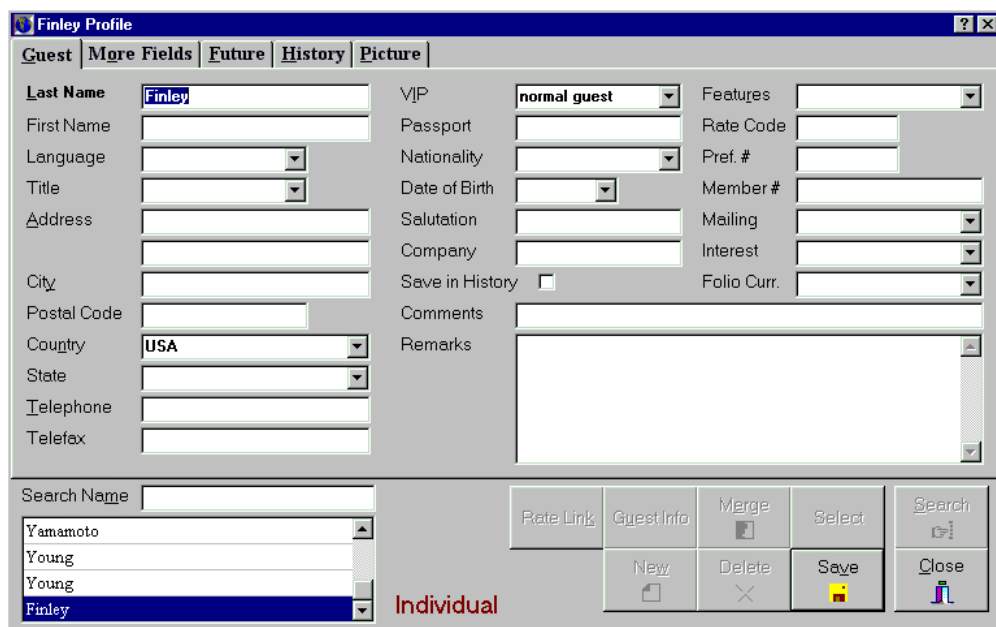 Finley Profile
Guest More Fields Future History Picture
Last Name Finley VIP normal guest Features
First Name Passport Rate Code
Language Nationality Pref. #
Title Date of Birth Member #
Address Salutation Mailing
Company Interest
City Save in History Folio Curr.
Postal Code Comments
Country USA Remarks
State
Telephone
Telefax
Search Name
Yamamoto
Young
Young
Finley
Individual
Rate Link Guest Info Merge Select Search
New Delete Save Close